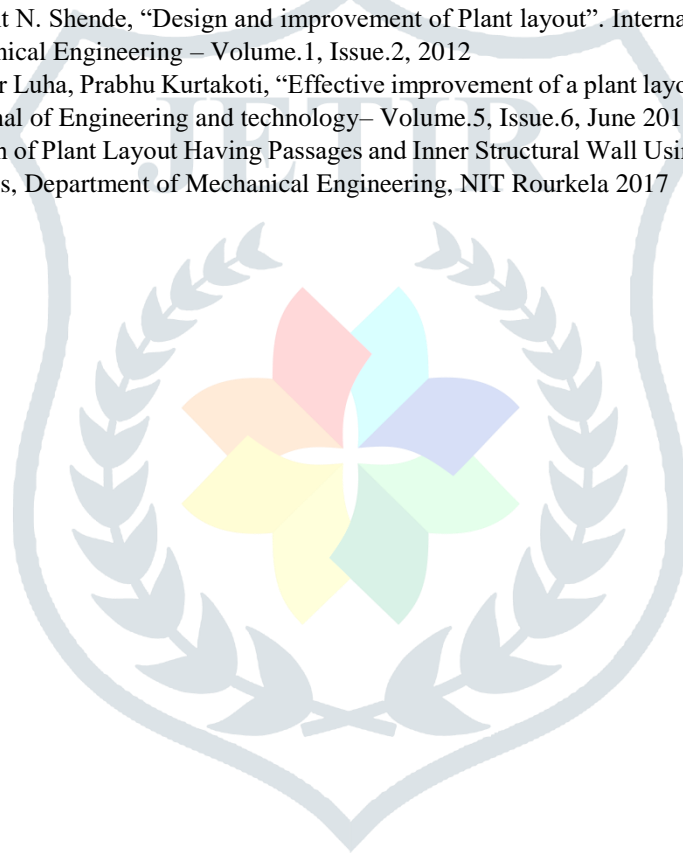 t N. Shende, “Design and improvement of Plant layout”. Interna
nical Engineering – Volume.1, Issue.2, 2012
r Luha, Prabhu Kurtakoti, “Effective improvement of a plant layo
nal of Engineering and technology– Volume.5, Issue.6, June 201
n of Plant Layout Having Passages and Inner Structural Wall Usin
s, Department of Mechanical Engineering, NIT Rourkela 2017
JETIR